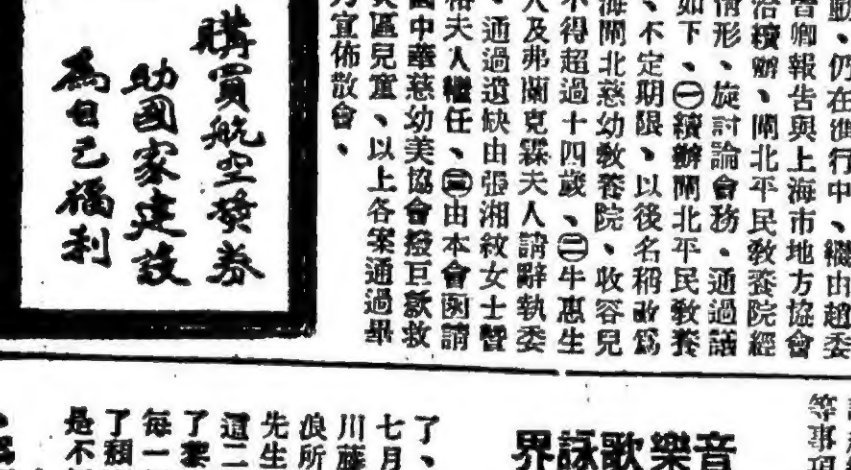 動、仍在進行中、繼由趙委
卿報告與上海市地方協會
洽續辦、閘北平民教養院經
情形、旋討論會務、通過議
如下、㊀續辦閘北平民教養
、不定期限、以後名稱改爲
海閘北慈幼教養院、收容兒
不得超過十四歲、㊁牛惠生
人及弗蘭克霖夫人請辭執委
、通過遺缺由張湘紋女士暨
格夫人繼任、㊂由本會函請
國中華慈幼美協會撥巨款救
災區兒童、以上各案通過畢
乃宣佈散會、
購買航空獎券
助國家建設
為自己福利
等事項
音樂歌詠界
了、
七月
川藤
浪所
先生
這二
了
每一
了
是不